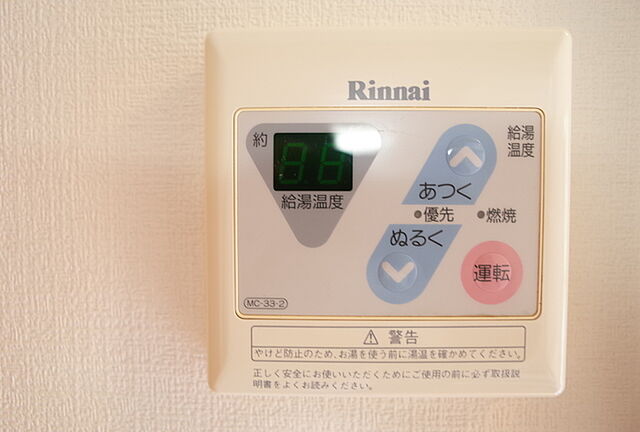 Rinnai
約
88
給湯温度
給湯
温度
あつく
優先
燃焼
ぬるく
運転
MC-33-2
警告
やけど防止のため、お湯を使う前に湯温を確かめてください。
正しく安全にお使いいただくためにご使用の前に必ず取扱説
明書をよくお読みください。